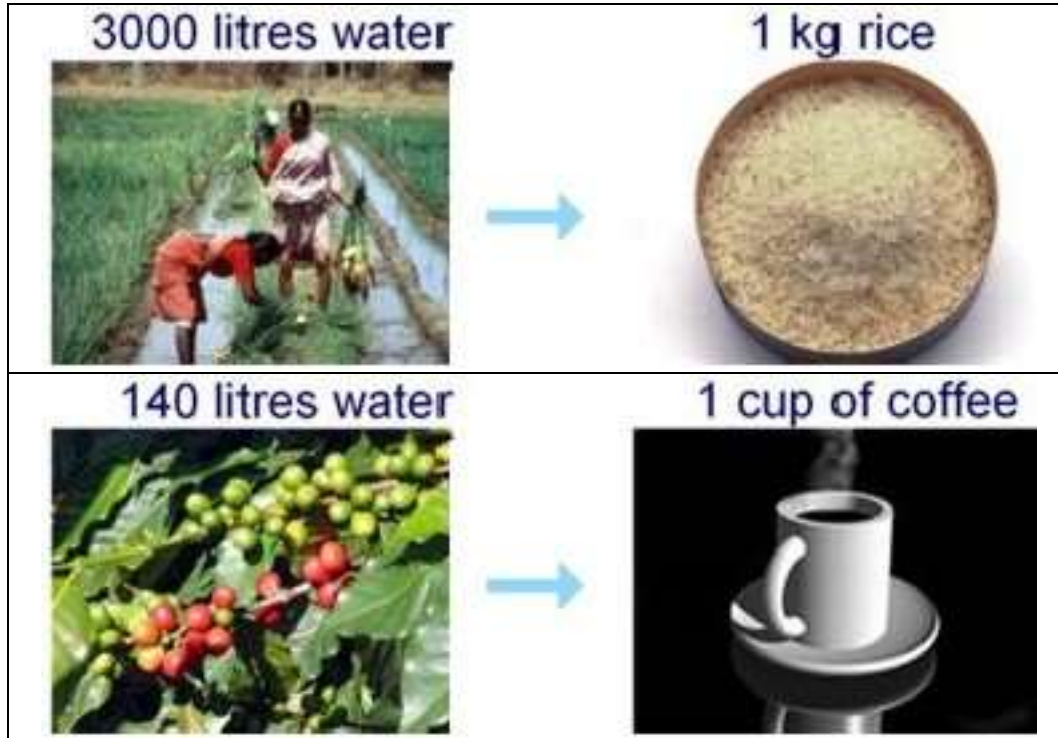 3000 litres water
1 kg rice
140 litres water
1 cup of coffee